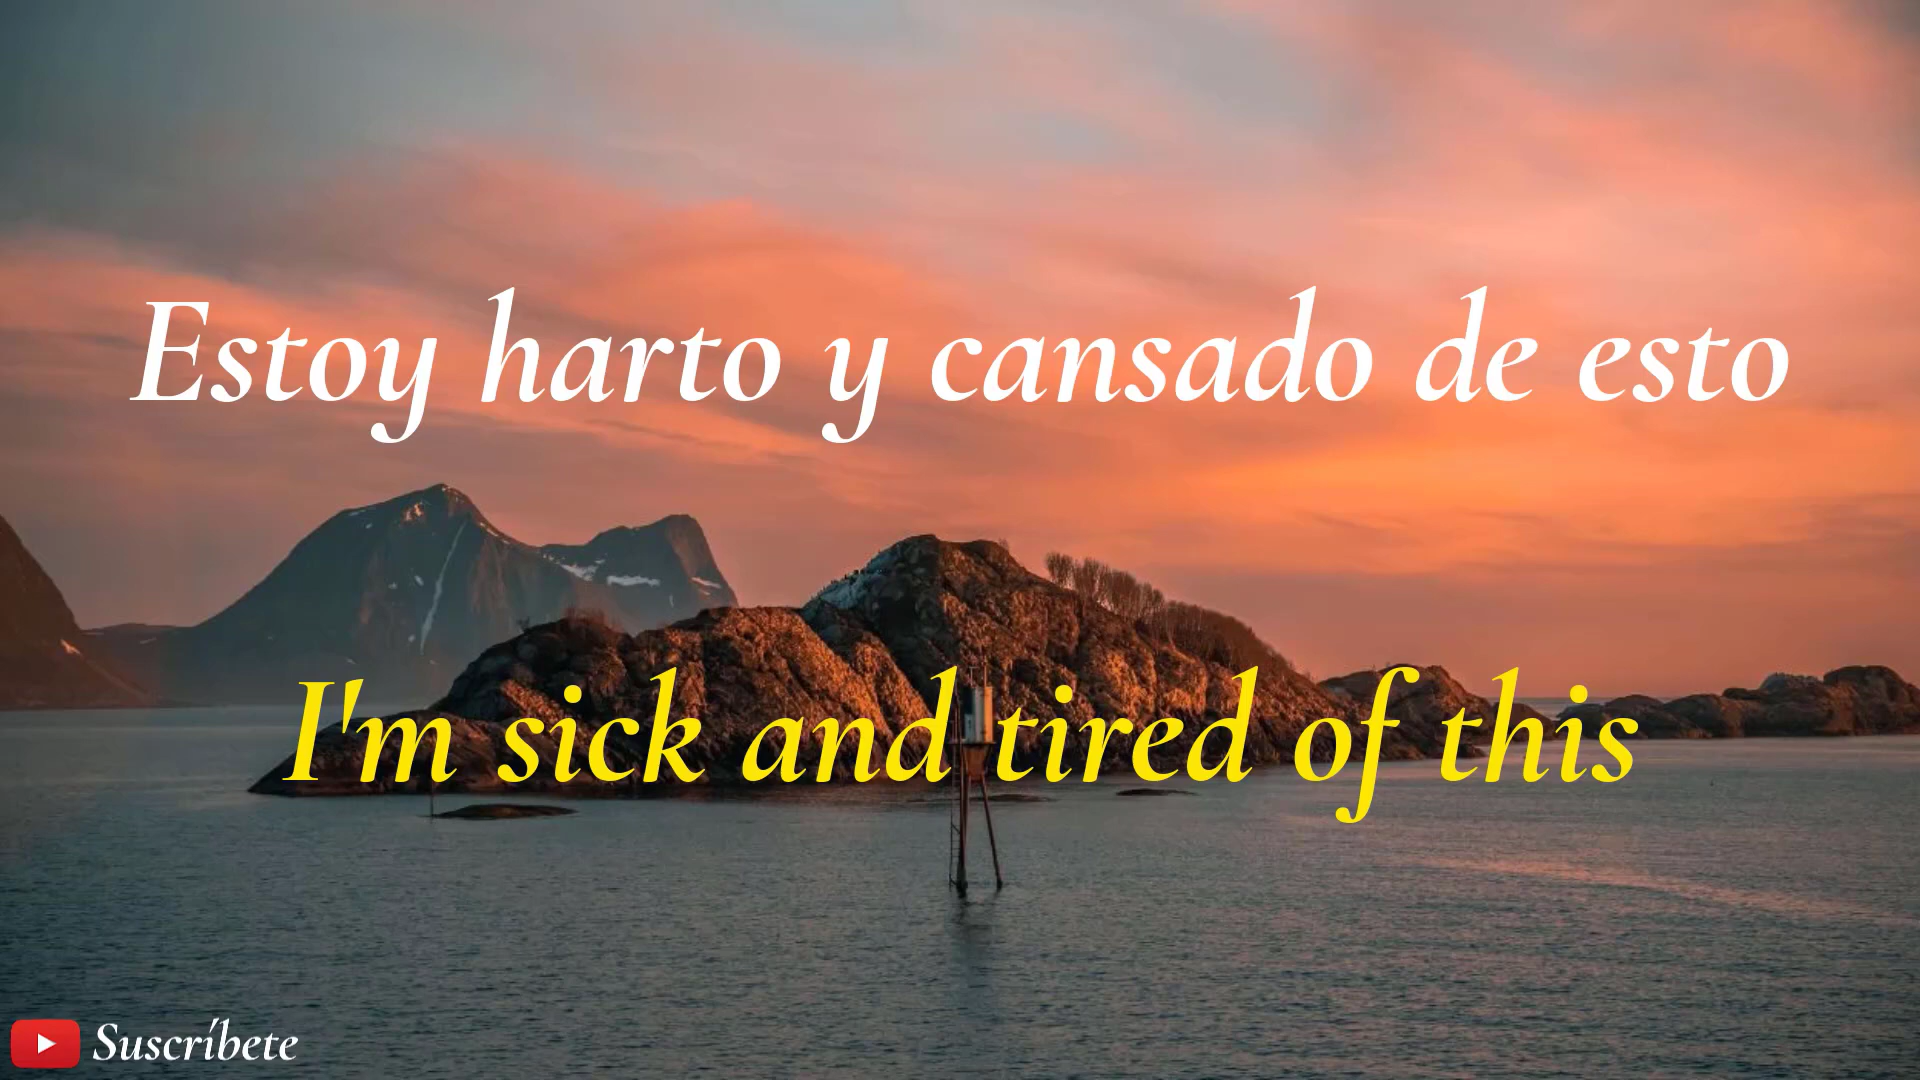 Estoy harto y cansado de esto
I'm sick and tired of this
Suscríbete